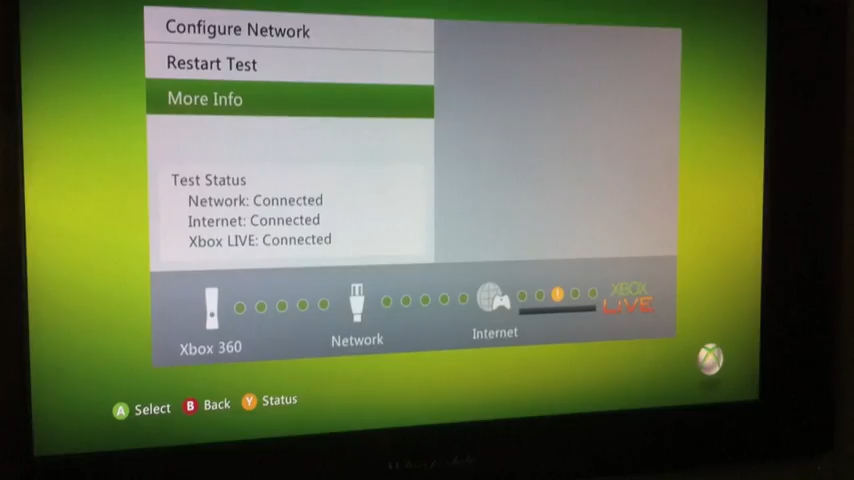 Configure Network
Restart Test
More Info
Test Status
Network: Connected
Internet: Connected
Xbox LIVE: Connected
XBOX
LIVE
Internet
Network
Xbox 360
A Select B Back Y Status